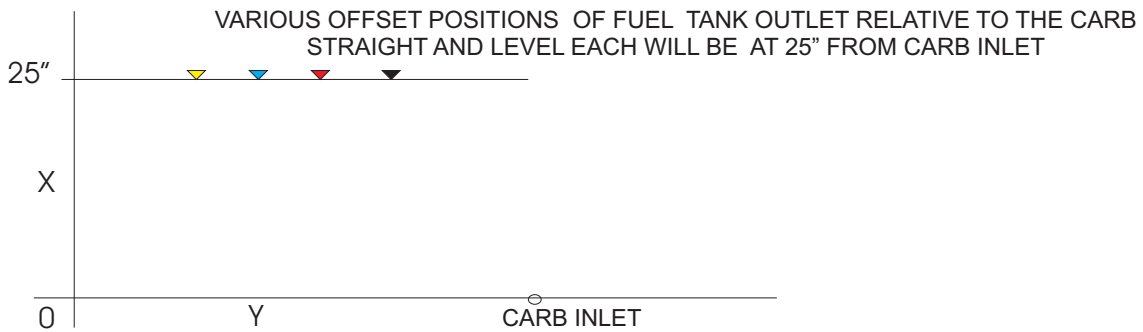 VARIOUS OFFSET POSITIONS OF FUEL TANK OUTLET RELATIVE TO THE CARB
STRAIGHT AND LEVEL EACH WILL BE AT 25” FROM CARB INLET
25”
X
0
Y
CARB INLET